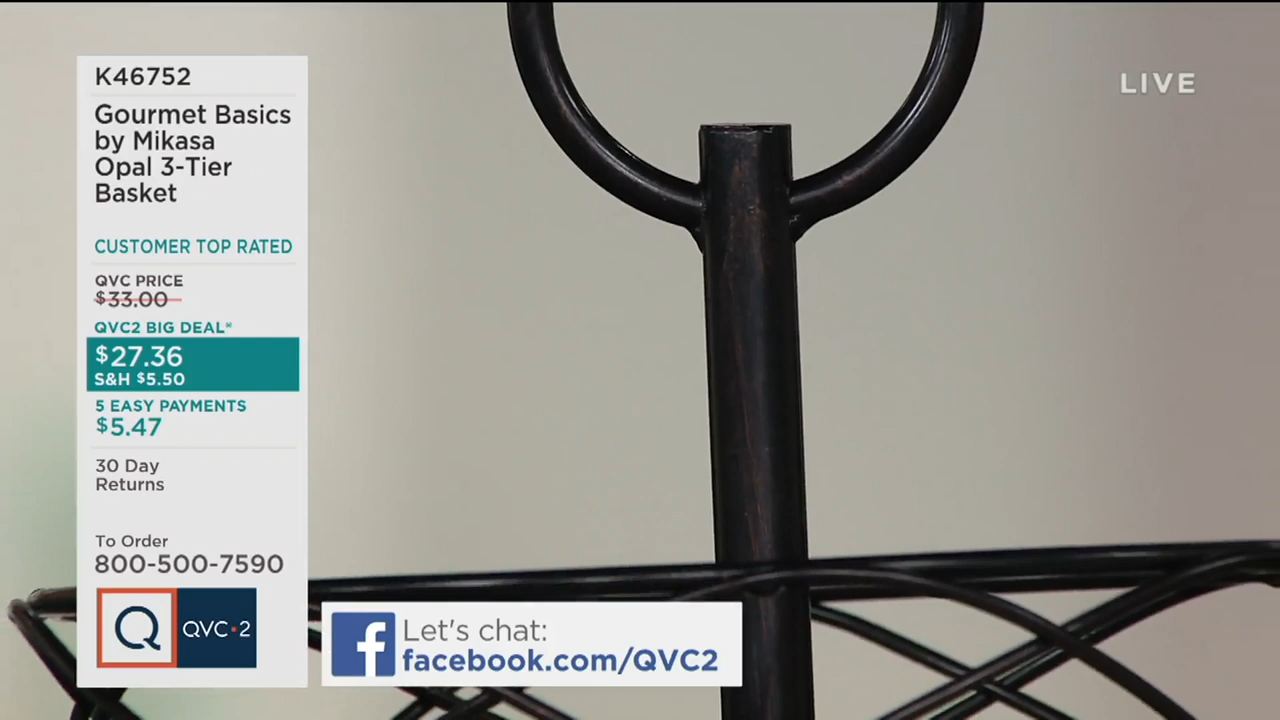 K46752
Gourmet Basics
by Mikasa
Opal 3-Tier
Basket
CUSTOMER TOP RATED
QVC PRICE
$33.00
QVC2 BIG DEAL*
$27.36
S&H $5.50
5 EASY PAYMENTS
$5.47
30 Day
Returns
To Order
800-500-7590
Q QVC•2
LIVE
f Let's chat:
facebook.com/QVC2